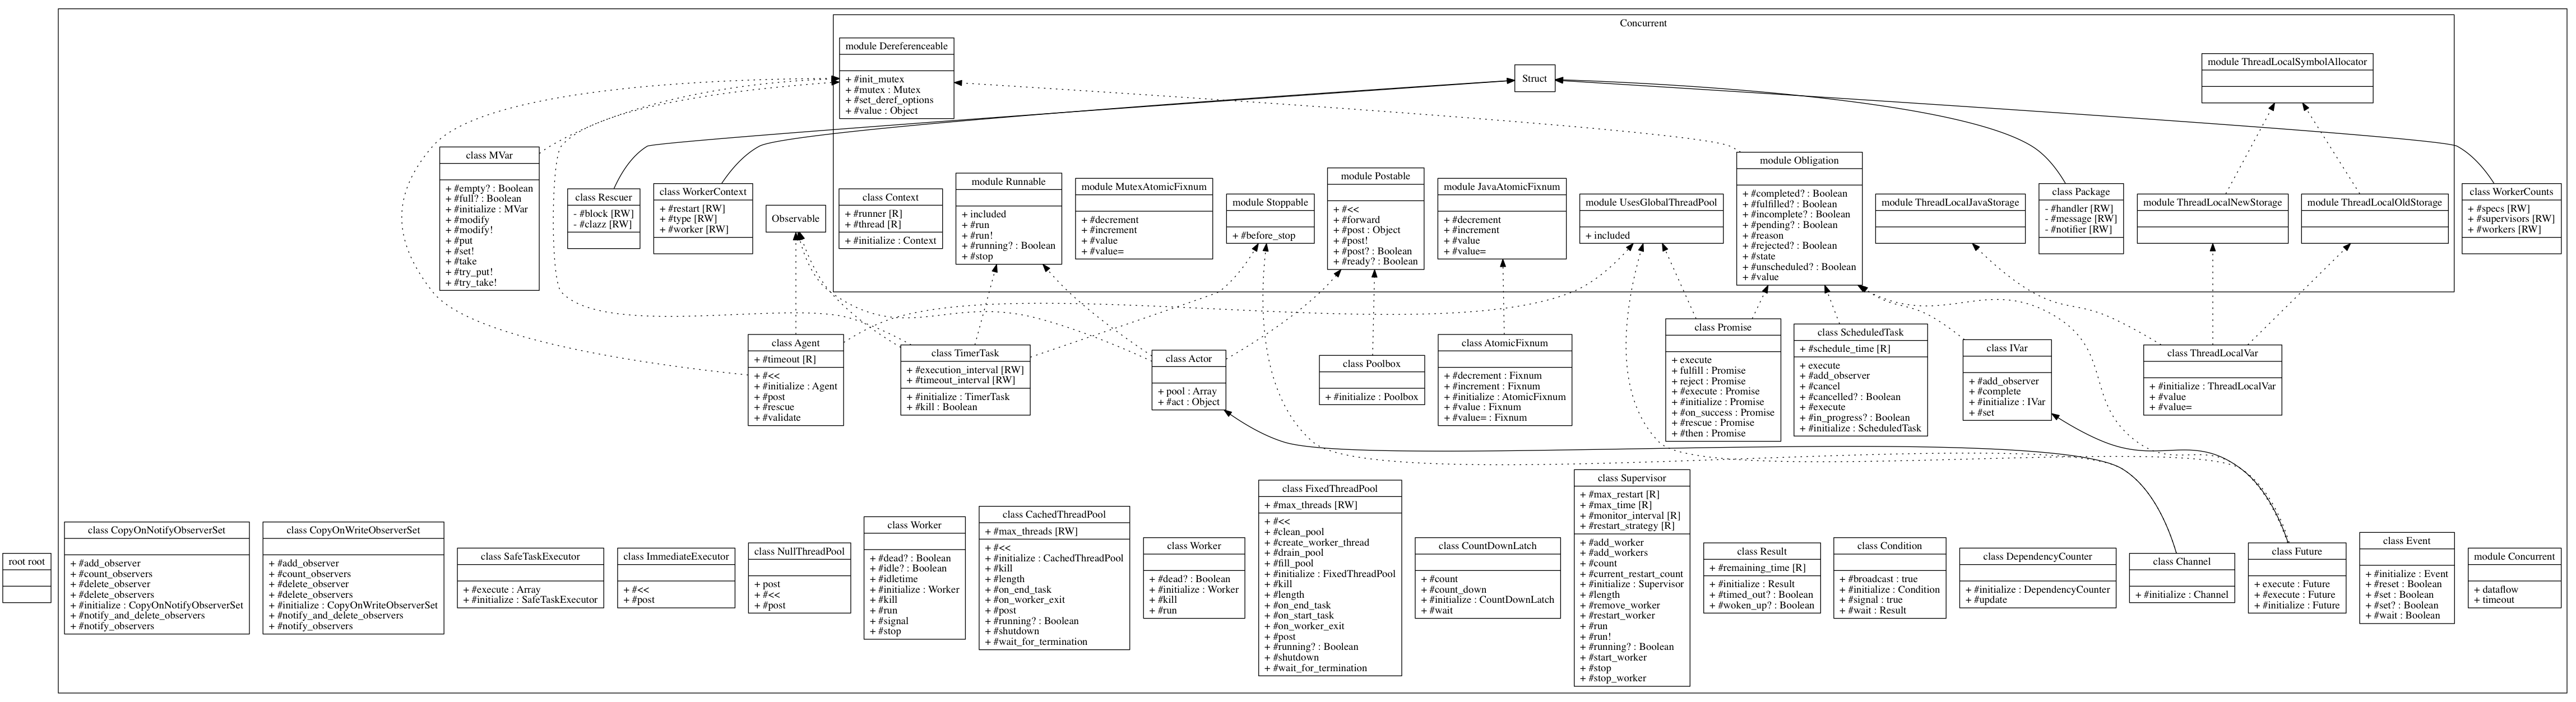 Concurrent
module Dereferenceable
+ #init_mutex
+ #mutex : Mutex
+ #set_deref_options
+ #value : Object
Struct
module ThreadLocalSymbolAllocator
class MVar
+ #empty? : Boolean
+ #full? : Boolean
+ #initialize : MVar
+ #modify
+ #modify!
+ #put
+ #set!
+ #take
+ #try_put!
+ #try_take!
class Rescuer
- #block [RW]
- #clazz [RW]
class WorkerContext
+ #restart [RW]
+ #type [RW]
+ #worker [RW]
Observable
class Context
+ #runner [R]
+ #thread [R]
+ #initialize : Context
module Runnable
+ included
+ #run
+ #run!
+ #running? : Boolean
+ #stop
module MutexAtomicFixnum
+ #decrement
+ #increment
+ #value
+ #value=
module Stoppable
+ #before_stop
module Postable
+ #<<
+ #forward
+ #post : Object
+ #post!
+ #post? : Boolean
+ #ready? : Boolean
module JavaAtomicFixnum
+ #decrement
+ #increment
+ #value
+ #value=
module UsesGlobalThreadPool
+ included
module Obligation
+ #completed? : Boolean
+ #fulfilled? : Boolean
+ #incomplete? : Boolean
+ #pending? : Boolean
+ #reason
+ #rejected? : Boolean
+ #state
+ #unscheduled? : Boolean
+ #value
module ThreadLocalJavaStorage
class Package
- #handler [RW]
- #message [RW]
- #notifier [RW]
module ThreadLocalNewStorage
module ThreadLocalOldStorage
class WorkerCounts
+ #specs [RW]
+ #supervisors [RW]
+ #workers [RW]
class Agent
+ #timeout [R]
+ #<<
+ #initialize : Agent
+ #post
+ #rescue
+ #validate
class TimerTask
+ #execution_interval [RW]
+ #timeout_interval [RW]
+ #initialize : TimerTask
+ #kill : Boolean
class Actor
+ pool : Array
+ #act : Object
class Poolbox
+ #initialize : Poolbox
class AtomicFixnum
+ #decrement : Fixnum
+ #increment : Fixnum
+ #initialize : AtomicFixnum
+ #value : Fixnum
+ #value= : Fixnum
class Promise
+ execute
+ fulfill : Promise
+ reject : Promise
+ #execute : Promise
+ #initialize : Promise
+ #on_success : Promise
+ #rescue : Promise
+ #then : Promise
class ScheduledTask
+ #schedule_time [R]
+ execute
+ #add_observer
+ #cancel
+ #cancelled? : Boolean
+ #execute
+ #in_progress? : Boolean
+ #initialize : ScheduledTask
class IVar
+ #add_observer
+ #complete
+ #initialize : IVar
+ #set
class ThreadLocalVar
+ #initialize : ThreadLocalVar
+ #value
+ #value=
root root
class CopyOnNotifyObserverSet
+ #add_observer
+ #count_observers
+ #delete_observer
+ #delete_observers
+ #initialize : CopyOnNotifyObserverSet
+ #notify_and_delete_observers
+ #notify_observers
class CopyOnWriteObserverSet
+ #add_observer
+ #count_observers
+ #delete_observer
+ #delete_observers
+ #initialize : CopyOnWriteObserverSet
+ #notify_and_delete_observers
+ #notify_observers
class SafeTaskExecutor
+ #execute : Array
+ #initialize : SafeTaskExecutor
class ImmediateExecutor
+ #<<
+ #post
class NullThreadPool
+ post
+ #<<
+ #post
class Worker
+ #dead? : Boolean
+ #idle? : Boolean
+ #idletime
+ #initialize : Worker
+ #kill
+ #run
+ #signal
+ #stop
class CachedThreadPool
+ #max_threads [RW]
+ #<<
+ #initialize : CachedThreadPool
+ #kill
+ #length
+ #on_end_task
+ #on_worker_exit
+ #post
+ #running? : Boolean
+ #shutdown
+ #wait_for_termination
class Worker
+ #dead? : Boolean
+ #initialize : Worker
+ #kill
+ #run
class FixedThreadPool
+ #max_threads [RW]
+ #<<
+ #clean_pool
+ #create_worker_thread
+ #drain_pool
+ #fill_pool
+ #initialize : FixedThreadPool
+ #kill
+ #length
+ #on_end_task
+ #on_start_task
+ #on_worker_exit
+ #post
+ #running? : Boolean
+ #shutdown
+ #wait_for_termination
class CountDownLatch
+ #count
+ #count_down
+ #initialize : CountDownLatch
+ #wait
class Supervisor
+ #max_restart [R]
+ #max_time [R]
+ #monitor_interval [R]
+ #restart_strategy [R]
+ #add_worker
+ #add_workers
+ #count
+ #current_restart_count
+ #initialize : Supervisor
+ #length
+ #remove_worker
+ #restart_worker
+ #run
+ #run!
+ #running? : Boolean
+ #start_worker
+ #stop
+ #stop_worker
class Result
+ #remaining_time [R]
+ #initialize : Result
+ #timed_out? : Boolean
+ #woken_up? : Boolean
class Condition
+ #broadcast : true
+ #initialize : Condition
+ #signal : true
+ #wait : Result
class DependencyCounter
+ #initialize : DependencyCounter
+ #update
class Channel
+ #initialize : Channel
class Future
+ execute : Future
+ #execute : Future
+ #initialize : Future
class Event
+ #initialize : Event
+ #reset : Boolean
+ #set : Boolean
+ #set? : Boolean
+ #wait : Boolean
module Concurrent
+ dataflow
+ timeout